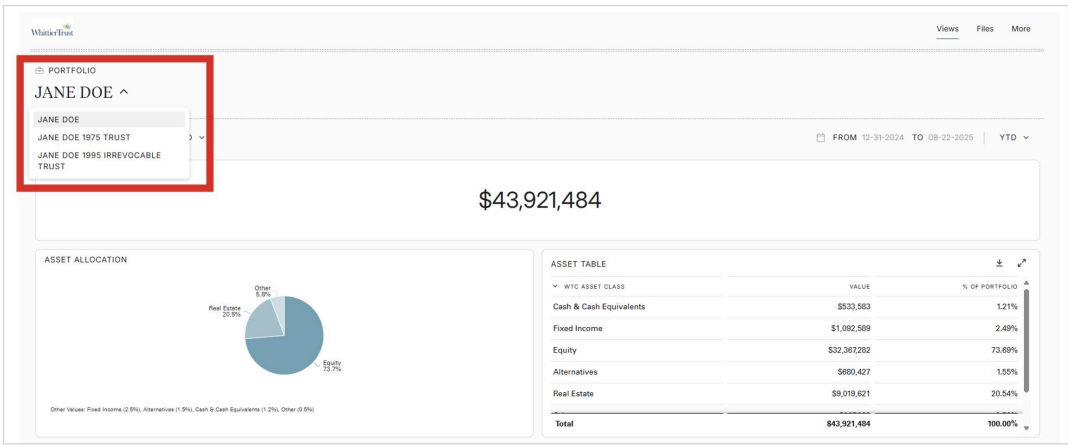 WhittierTrust
Views Files More
PORTFOLIO
JANE DOE
JANE DOE
JANE DOE 1975 TRUST
JANE DOE 1995 IRREVOCABLE
TRUST
FROM 12-31-2024 TO 08-22-2025 YTD
$43,921,484
ASSET ALLOCATION
Other
5.8%
Real Estate
20.5%
Equity
73.7%
Other Values: Fixed Income (2.5%), Alternatives (1.5%), Cash & Cash Equivalents (1.2%), Other (0.5%)
ASSET TABLE
WTC ASSET CLASS VALUE % OF PORTFOLIO
Cash & Cash Equivalents $533,583 1.21%
Fixed Income $1,092,589 2.49%
Equity $32,367,282 73.69%
Alternatives $680,427 1.55%
Real Estate $9,019,621 20.54%
Total $43,921,484 100.00%